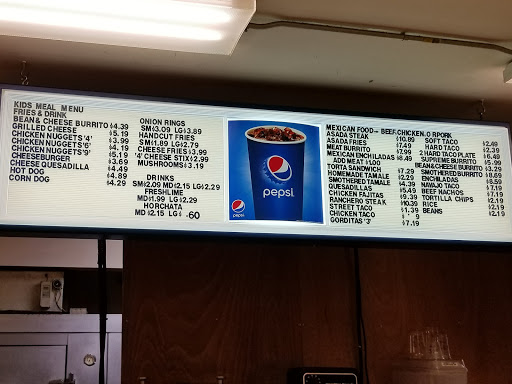 KIDS MEAL MENU
FRIES & DRINK
BEAN & CHEESE BURRITO $4.39
GRILLED CHEESE $5.19
CHICKEN NUGGETS '4' $3.99
CHICKEN NUGGETS '6' $4.19
CHICKEN NUGGETS '9' $5.19
CHEESEBURGER $3.69
CHEESE QUESADILLA $4.49
HOT DOG $4.89
CORN DOG $4.29
ONION RINGS
SM $3.09 LG $3.89
HANDCUT FRIES
SM $1.89 LG $2.79
CHEESE FRIES $3.99
'4' CHEESE STIX $2.99
MUSHROOMS $3.19
DRINKS
SM $2.09 MD $2.15 LG $2.29
FRESH LIME
MD $1.99 LG $2.29
HORCHATA
MD $2.15 LG $ .60
pepsi
pepsi
MEXICAN FOOD - BEEF, CHICKEN, OR PORK
ASADA STEAK $10.89
ASADA FRIES $7.49
MEAT BURRITO $7.99
MEXICAN ENCHILADAS $8.49
ADD MEAT $1.00
TORTA SANDWICH $7.29
HOMEMADE TAMALE $2.29
SMOTHERED TAMALE $4.39
QUESADILLAS $5.49
CHICKEN FAJITAS $9.39
RANCHERO STEAK $10.39
STREET TACO $1.39
CHICKEN TACO
GORDITAS '3' $7.19
SOFT TACO $2.49
HARD TACO $2.39
2 HARD TACO PLATE $6.49
SUPREME BURRITO $5.99
BEAN & CHEESE BURRITO $3.29
SMOTHERED BURRITO $8.69
ENCHILADAS $8.59
NAVAJO TACO $7.19
BEEF NACHOS $7.19
TORTILLA CHIPS $2.19
RICE $2.19
BEANS $2.19